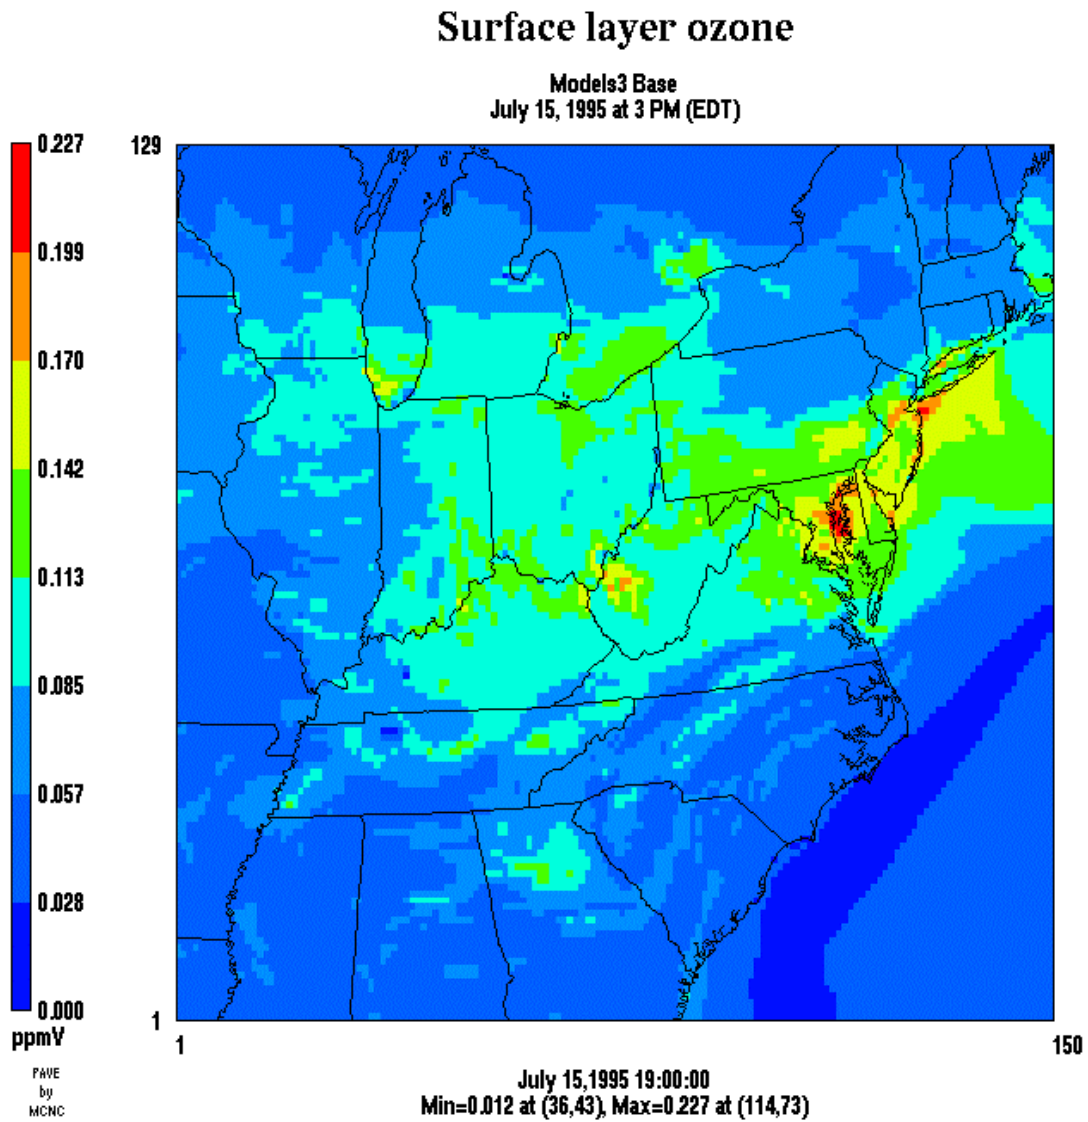 Surface layer ozone
Models3 Base
July 15, 1995 at 3 PM (EDT)
0.227
0.199
0.170
0.142
0.113
0.085
0.057
0.028
0.000
ppmV
PAVE
by
MCNC
129
1
1
150
July 15,1995 19:00:00
Min=0.012 at (36,43), Max=0.227 at (114,73)